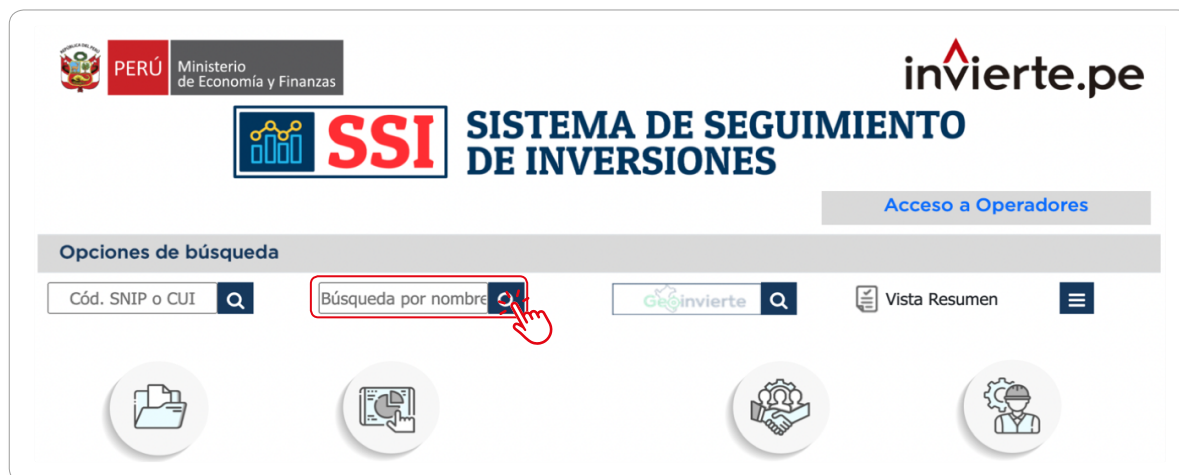 PERÚ
Ministerio
de Economía y Finanzas
invierte.pe
SSI
SISTEMA DE SEGUIMIENTO
DE INVERSIONES
Acceso a Operadores
Opciones de búsqueda
Cód. SNIP o CUI
Búsqueda por nombre
Geoinvierte
Vista Resumen